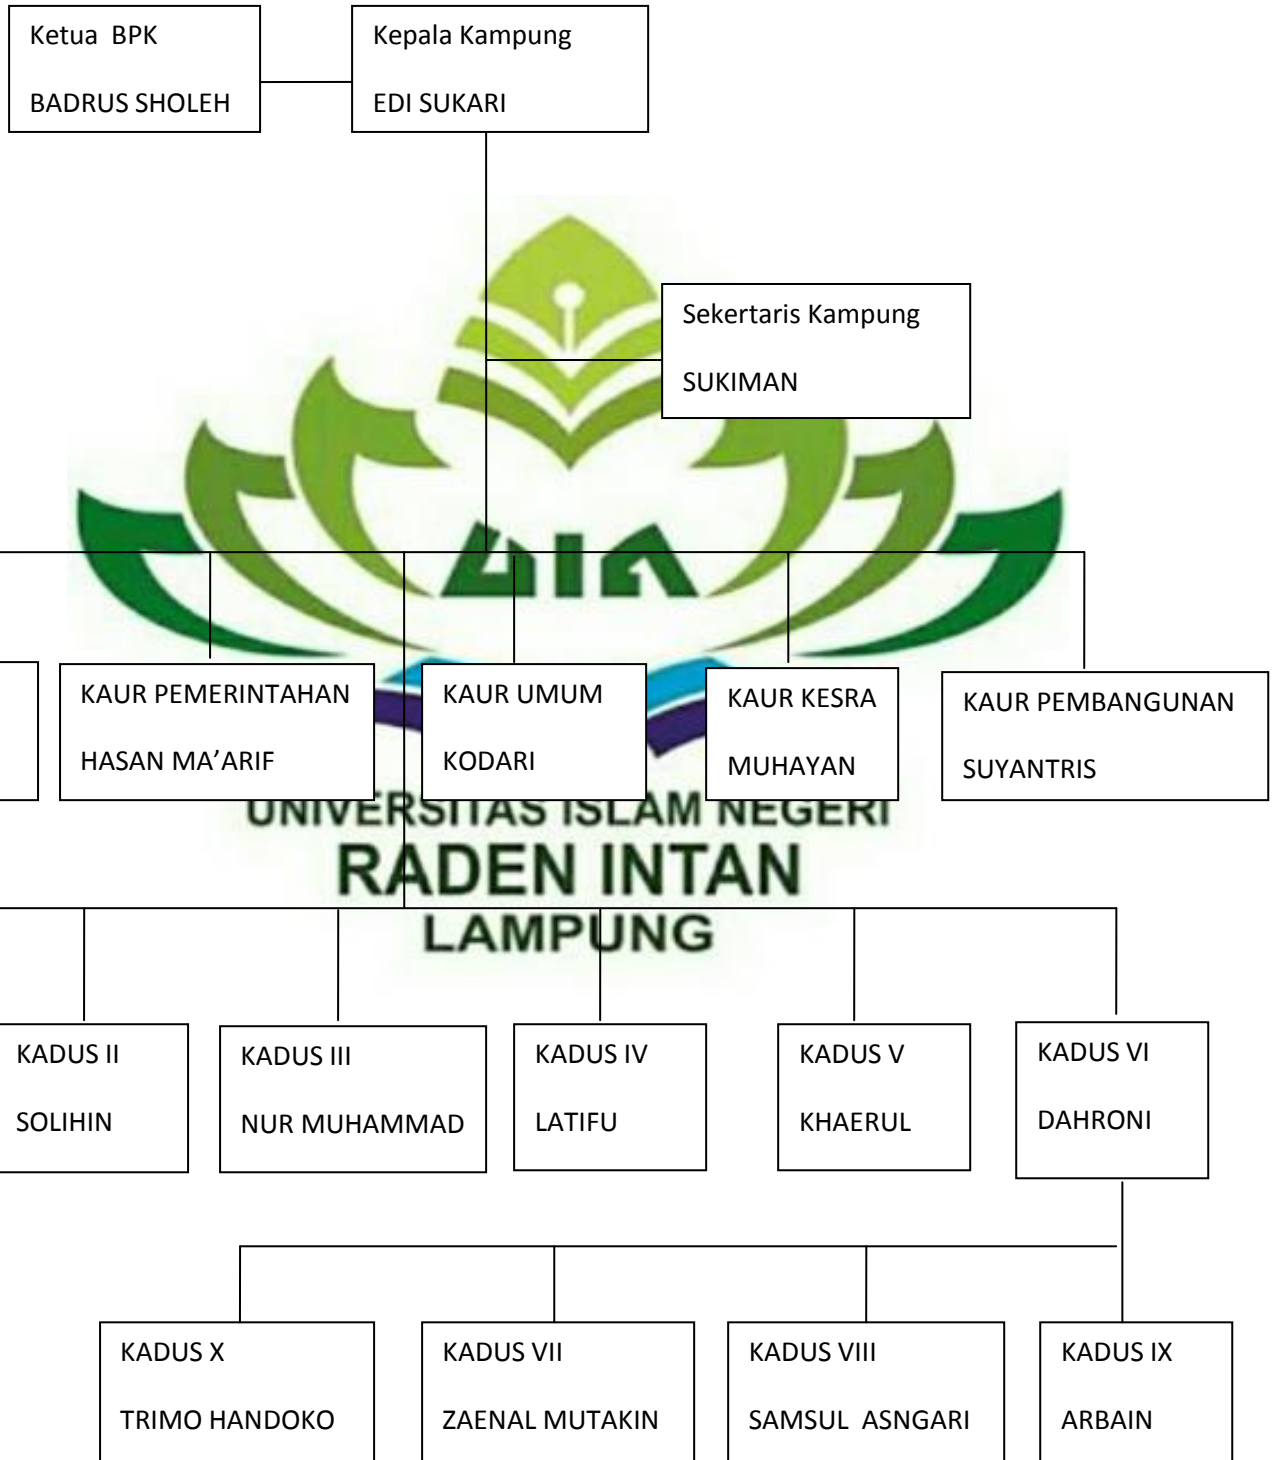 Ketua  BPK
BADRUS SHOLEH
Kepala Kampung
EDI SUKARI
Sekertaris Kampung
SUKIMAN
UIN
KAUR PEMERINTAHAN
HASAN MA’ARIF
KAUR UMUM
KODARI
KAUR KESRA
MUHAYAN
KAUR PEMBANGUNAN
SUYANTRIS
UNIVERSITAS ISLAM NEGERI
RADEN INTAN
LAMPUNG
KADUS II
SOLIHIN
KADUS III
NUR MUHAMMAD
KADUS IV
LATIFU
KADUS V
KHAERUL
KADUS VI
DAHRONI
KADUS X
TRIMO HANDOKO
KADUS VII
ZAENAL MUTAKIN
KADUS VIII
SAMSUL  ASNGARI
KADUS IX
ARBAIN